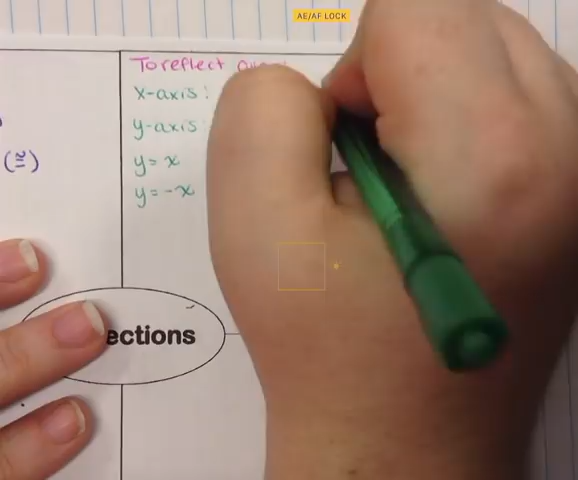 AE/AF LOCK
To reflect
x-axis:
y-axis:
(≅)
y = x
y = -x
ections